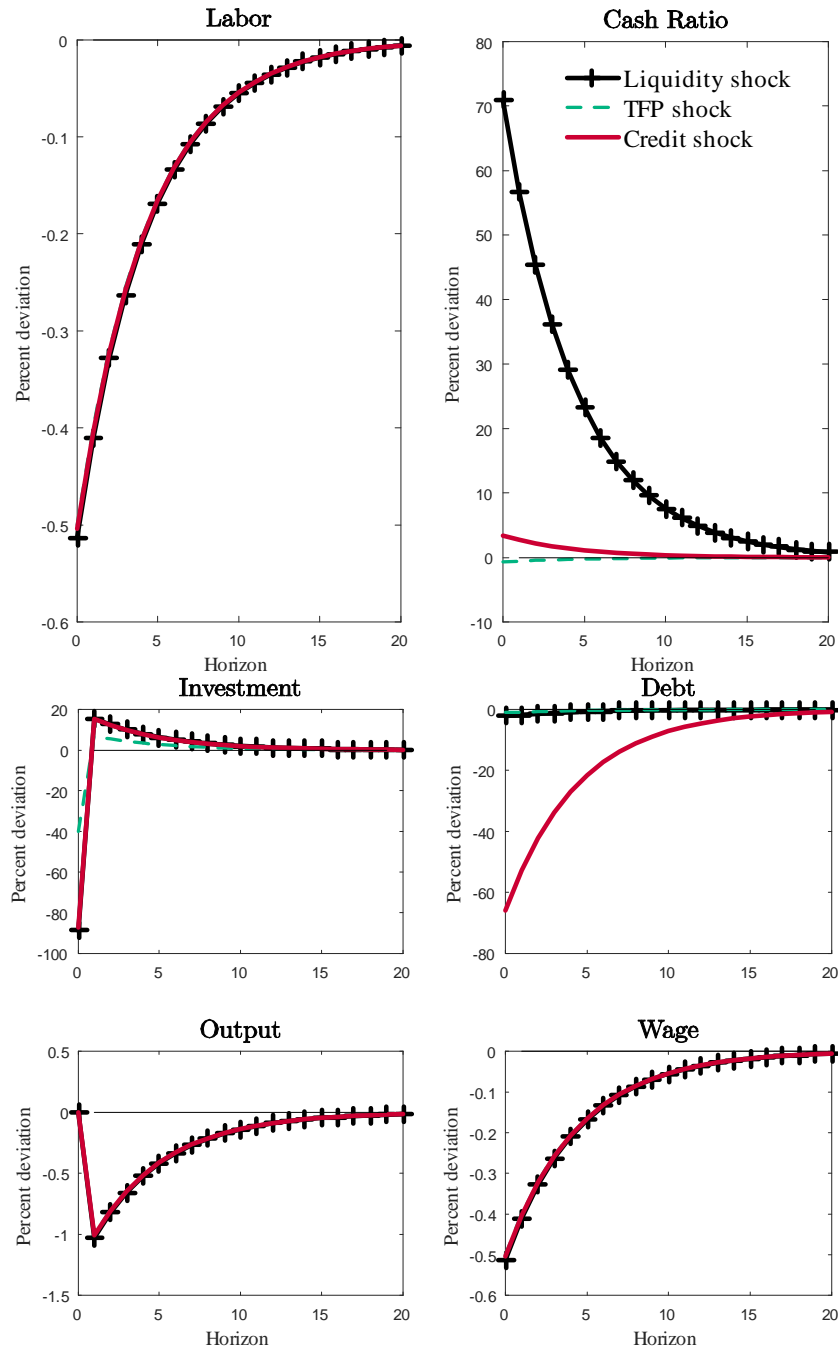 Labor
0
-0.1
-0.2
-0.3
-0.4
-0.5
-0.6
Percent deviation
0 5 10 15 20
Horizon
Cash Ratio
80
70
60
50
40
30
20
10
0
-10
Percent deviation
Liquidity shock
TFP shock
Credit shock
0 5 10 15 20
Horizon
Investment
20
0
-20
-40
-60
-80
-100
Percent deviation
0 5 10 15 20
Debt
0
-20
-40
-60
-80
Percent deviation
0 5 10 15 20
Output
0.5
0
-0.5
-1
-1.5
Percent deviation
0 5 10 15 20
Horizon
Wage
0
-0.1
-0.2
-0.3
-0.4
-0.5
-0.6
Percent deviation
0 5 10 15 20
Horizon